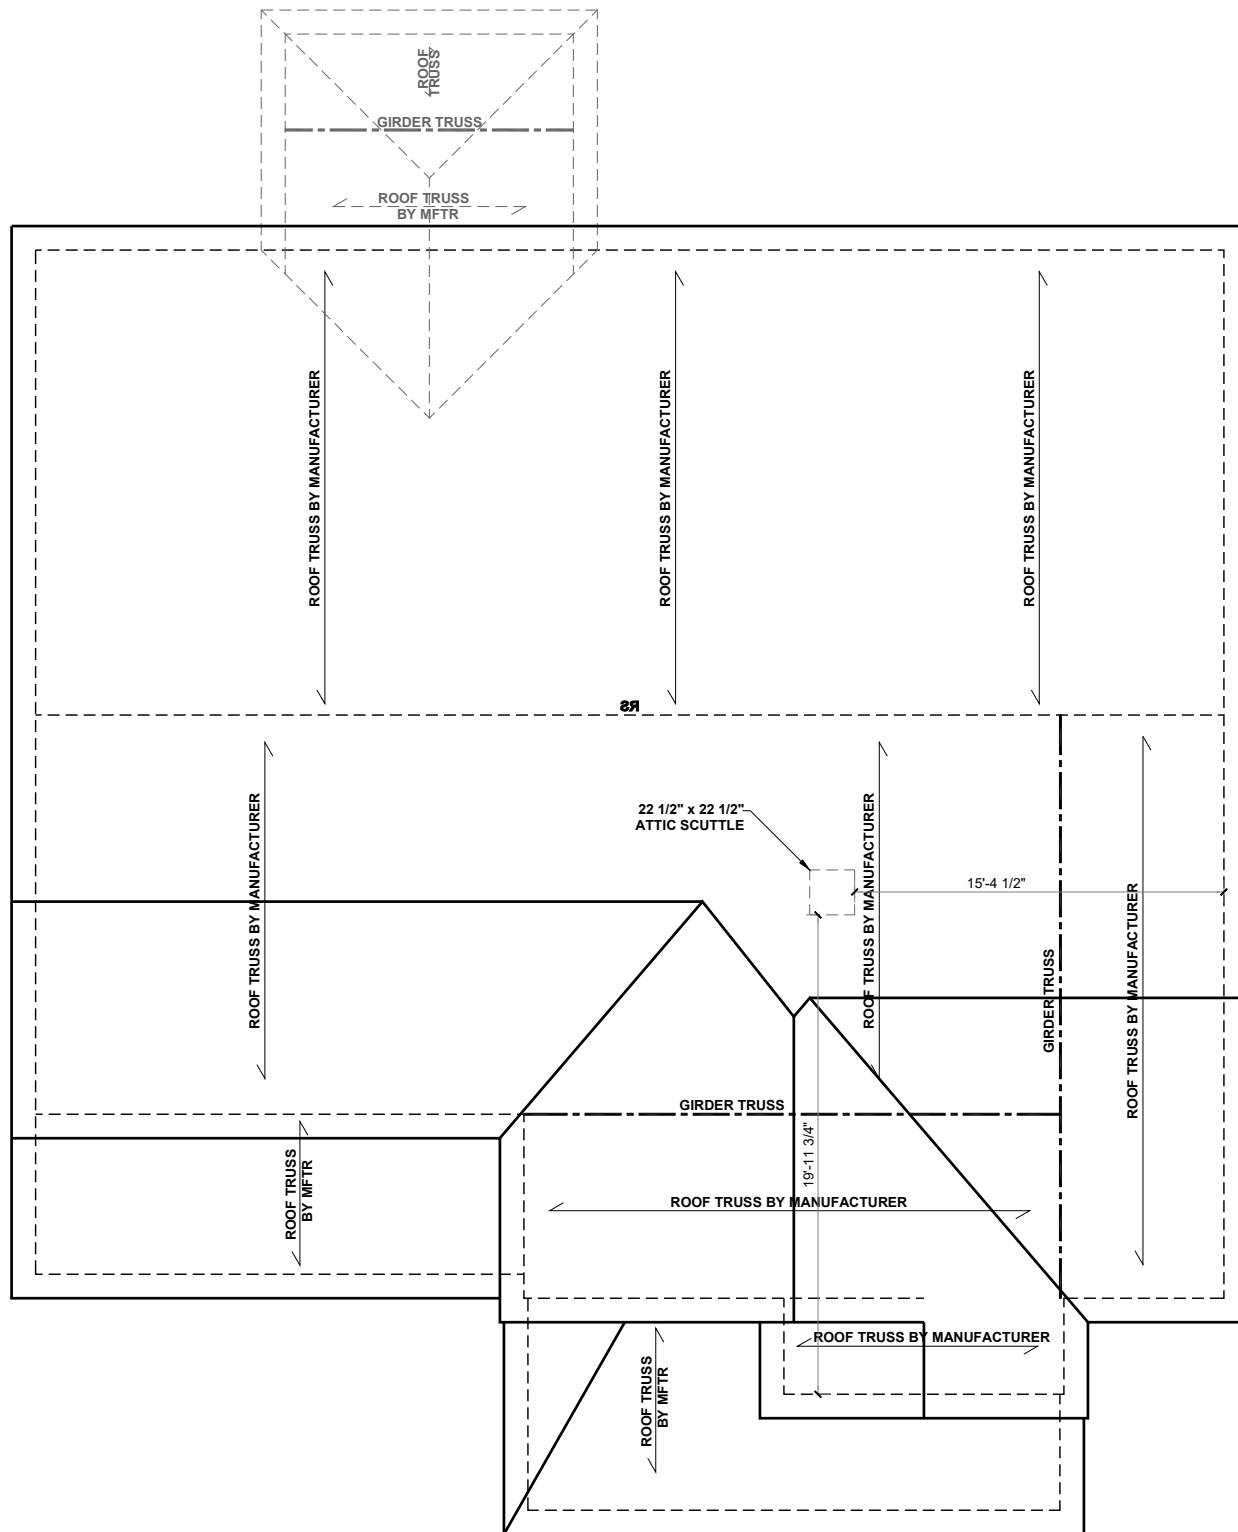 ROOF
TRUSS
GIRDER TRUSS
ROOF TRUSS
BY MFTR
ROOF TRUSS BY MANUFACTURER
ROOF TRUSS BY MANUFACTURER
ROOF TRUSS BY MANUFACTURER
RS
ROOF TRUSS BY MANUFACTURER
22 1/2" x 22 1/2"
ATTIC SCUTTLE
ROOF TRUSS BY MANUFACTURER
15'-4 1/2"
GIRDER TRUSS
ROOF TRUSS BY MANUFACTURER
GIRDER TRUSS
19'-11 3/4"
ROOF TRUSS
BY MFTR
ROOF TRUSS BY MANUFACTURER
ROOF TRUSS BY MANUFACTURER
ROOF TRUSS
BY MFTR